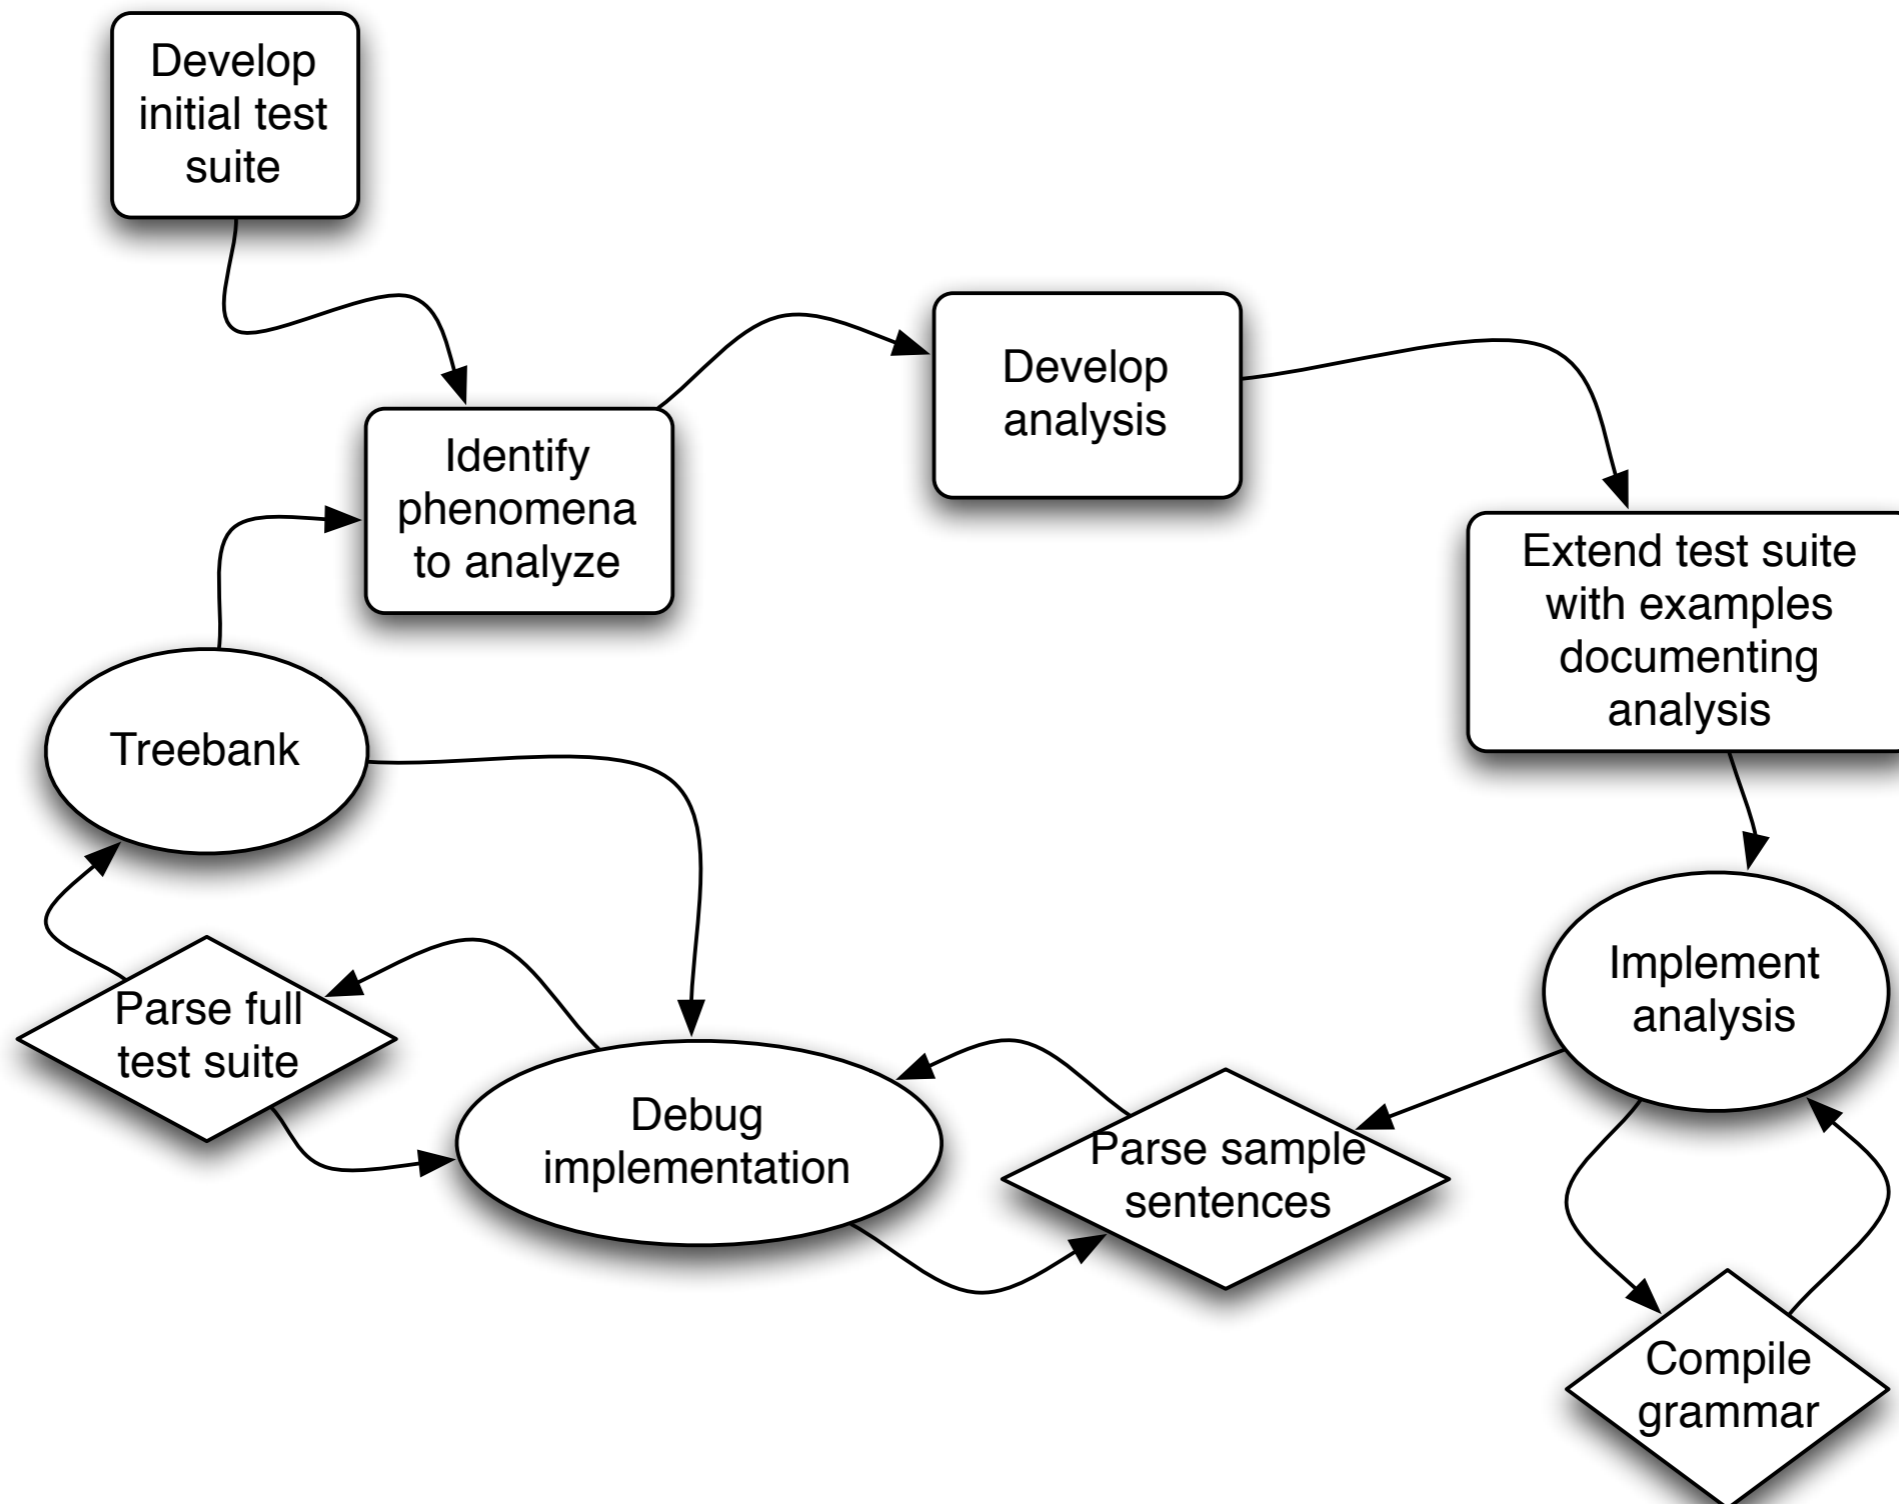 Develop
initial test
suite
Identify
phenomena
to analyze
Develop
analysis
Extend test suite
with examples
documenting
analysis
Treebank
Implement
analysis
Parse full
test suite
Debug
implementation
Parse sample
sentences
Compile
grammar